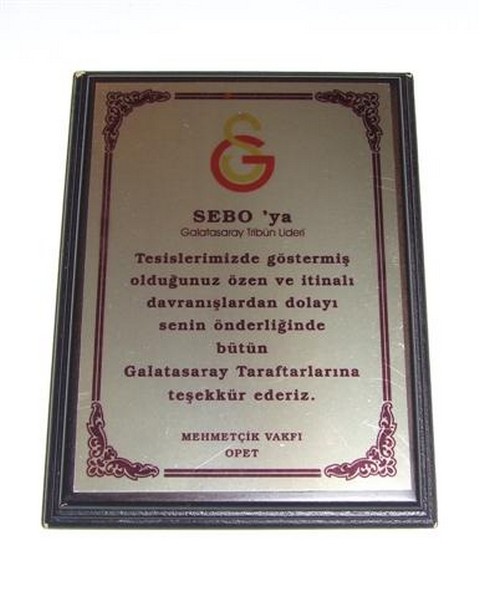 SEBO 'ya
Galatasaray Tribün Lideri
Tesislerimizde göstermiş
olduğunuz özen ve itinalı
davranışlardan dolayı
senin önderliğinde
bütün
Galatasaray Taraftarlarına
teşekkür ederiz.
MEHMETÇİK VAKFI
OPET